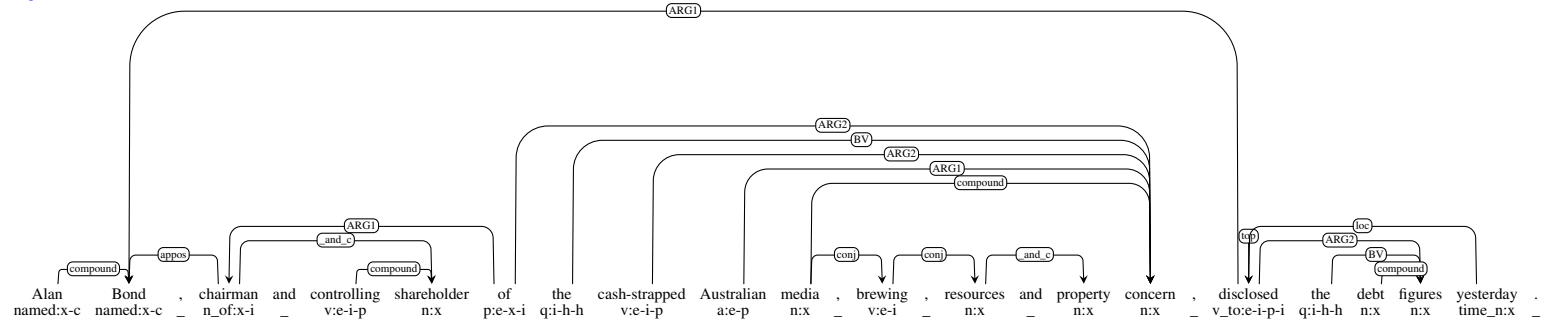 ARG1
ARG2
BV
ARG2
ARG1
compound
ARG1 loc
_and_c top ARG2
appos conj conj _and_c BV
compound compound compound
Alan Bond , chairman and controlling shareholder of the cash-strapped Australian media , brewing , resources and property concern , disclosed the debt figures yesterday .
named:x-c named:x-c _ n_of:x-i _ v:e-i-p n:x p:e-x-i q:i-h-h v:e-i-p a:e-p n:x _ v:e-i _ n:x _ n:x n:x _ v_to:e-i-p-i q:i-h-h n:x n:x time_n:x _